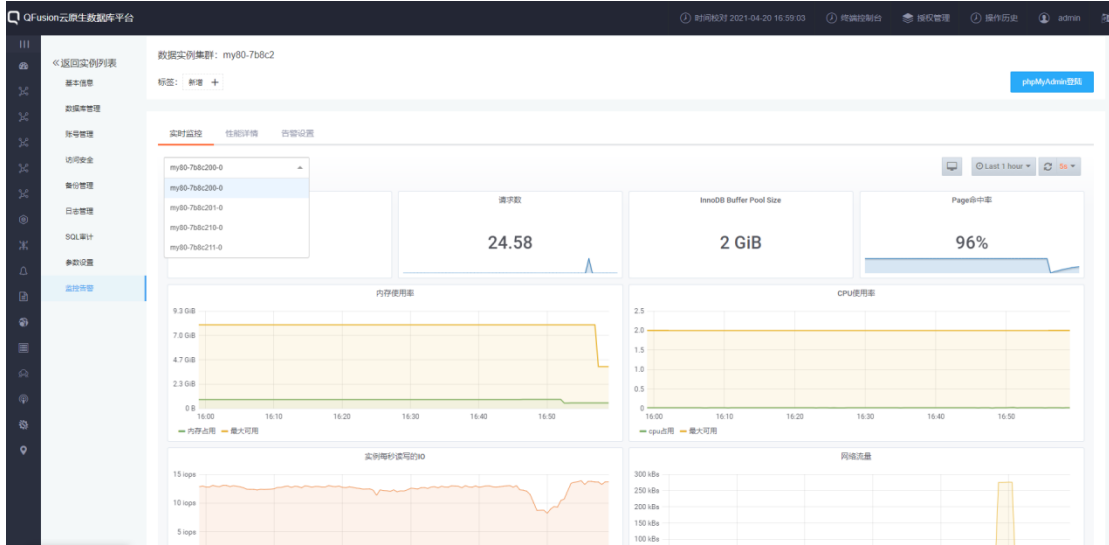 QFusion云原生数据库平台
时间校对 2021-04-20 16:59:03
终端控制台
授权管理
操作历史
admin
返回实例列表
基本信息
数据库管理
账号管理
访问安全
备份管理
日志管理
SQL审计
参数设置
监控告警
数据实例集群：my80-7b8c2
标签： 新增 +
phpMyAdmin登陆
实时监控 性能详情 告警设置
my80-7b8c200-0
Last 1 hour
5s
my80-7b8c200-0
my80-7b8c201-0
my80-7b8c210-0
my80-7b8c211-0
请求数
24.58
InnoDB Buffer Pool Size
2 GiB
Page命中率
96%
内存使用率
9.3 GiB
7.0 GiB
4.7 GiB
2.3 GiB
0 B
16:00 16:10 16:20 16:30 16:40 16:50
内存占用 最大可用
CPU使用率
2.5
2.0
1.5
1.0
0.5
0
16:00 16:10 16:20 16:30 16:40 16:50
cpu占用 最大可用
实例每秒读写的IO
15 iops
10 iops
5 iops
网络流量
300 kBs
250 kBs
200 kBs
150 kBs
100 kBs